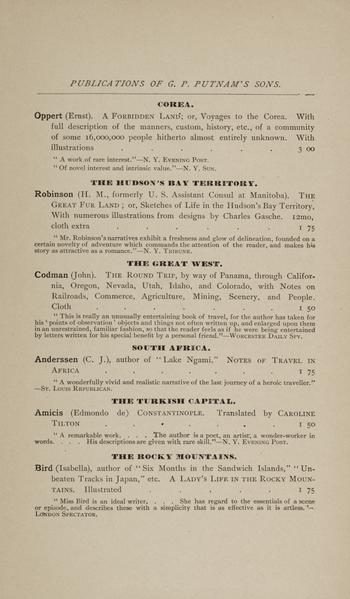 PUBLICATIONS OF G. P. PUTNAM'S SONS.
COREA.
Oppert (Ernst). A FORBIDDEN LAND; or, Voyages to the Corea. With
full description of the manners, custom, history, etc., of a community
of some 16,000,000 people hitherto almost entirely unknown. With
illustrations . . . . . . 3 00
" A work of rare interest."—N. Y. EVENING POST.
" Of novel interest and intrinsic value."—N. Y. SUN.
THE HUDSON'S BAY TERRITORY.
Robinson (H. M., formerly U. S. Assistant Consul at Manitoba). THE
GREAT FUR LAND ; or, Sketches of Life in the Hudson's Bay Territory,
With numerous illustrations from designs by Charles Gasche. 12mo,
cloth extra . . . . . . 1 75
" Mr. Robinson's narratives exhibit a freshness and glow of delineation, founded on a
certain novelty of adventure which commands the attention of the reader, and makes his
story as attractive as a romance."—N. Y. TRIBUNE.
THE GREAT WEST.
Codman (John). THE ROUND TRIP, by way of Panama, through Califor-
nia, Oregon, Nevada, Utah, Idaho, and Colorado, with Notes on
Railroads, Commerce, Agriculture, Mining, Scenery, and People.
Cloth . . . . . . 1 50
" This is really an unusually entertaining book of travel, for the author has taken for
his ' points of observation ' objects and things not often written up, and enlarged upon them
in an unrestrained, familiar fashion, so that the reader feels as if he were being entertained
by letters written for his special benefit by a personal friend."—WORCESTER DAILY SPY.
SOUTH AFRICA.
Anderssen (C. J.), author of " Lake Ngami," NOTES OF TRAVEL IN
AFRICA . . . . . . 1 75
" A wonderfully vivid and realistic narrative of the last journey of a heroic traveller."
—ST. LOUIS REPUBLICAN.
THE TURKISH CAPITAL.
Amicis (Edmondo de) CONSTANTINOPLE. Translated by CAROLINE
TILTON . . . . . . 1 50
" A remarkable work. . . . The author is a poet, an artist, a wonder-worker in
words. . . . His descriptions are given with rare skill."—N. Y. EVENING POST.
THE ROCKY MOUNTAINS.
Bird (Isabella), author of " Six Months in the Sandwich Islands," " Un-
beaten Tracks in Japan," etc. A LADY'S LIFE IN THE ROCKY MOUN-
TAINS. Illustrated . . . . . 1 75
" Miss Bird is an ideal writer. . . . She has regard to the essentials of a scene
or episode, and describes these with a simplicity that is as effective as it is artless."—
LONDON SPECTATOR.